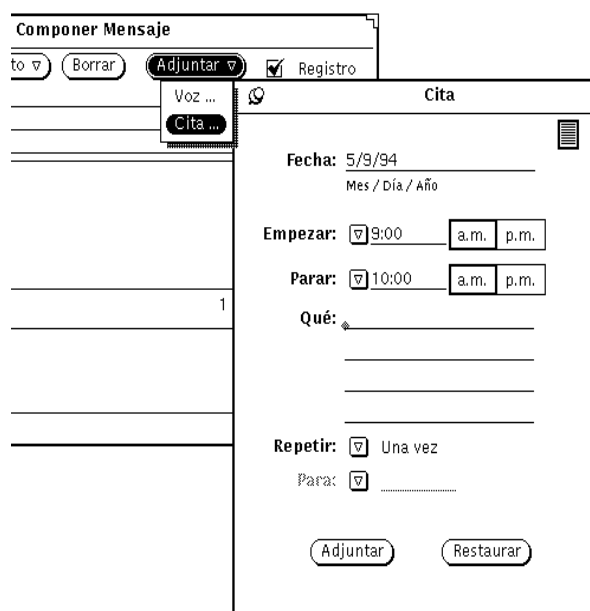 Componer Mensaje
to Borrar Adjuntar Registro
Voz ...
Cita ...
Cita
Fecha: 5/9/94
Mes / Día / Año
Empezar: 9:00 a.m. p.m.
Parar: 10:00 a.m. p.m.
1
Qué:
Repetir: Una vez
Para:
Adjuntar Restaurar